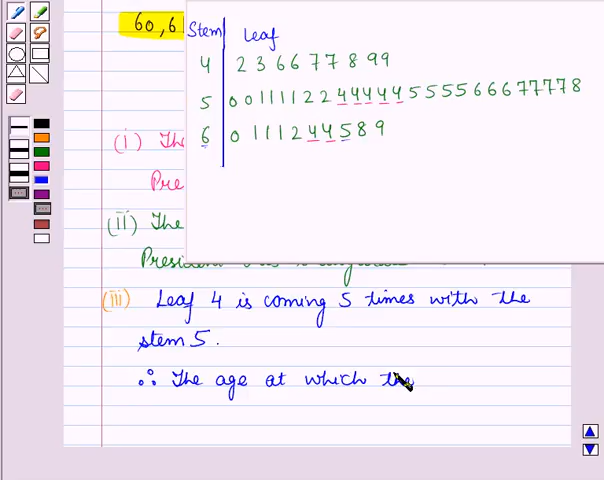 60, 6
Stem Leaf
4 2 3 6 6 7 7 8 9 9
5 0 0 1 1 1 1 2 2 4 4 4 4 4 5 5 5 5 6 6 6 7 7 7 7 8
6 0 1 1 1 2 4 4 5 8 9
(i) The
Pre
(ii) The
(iii) Leaf 4 is coming 5 times with the
stem 5.
∴ The age at which the